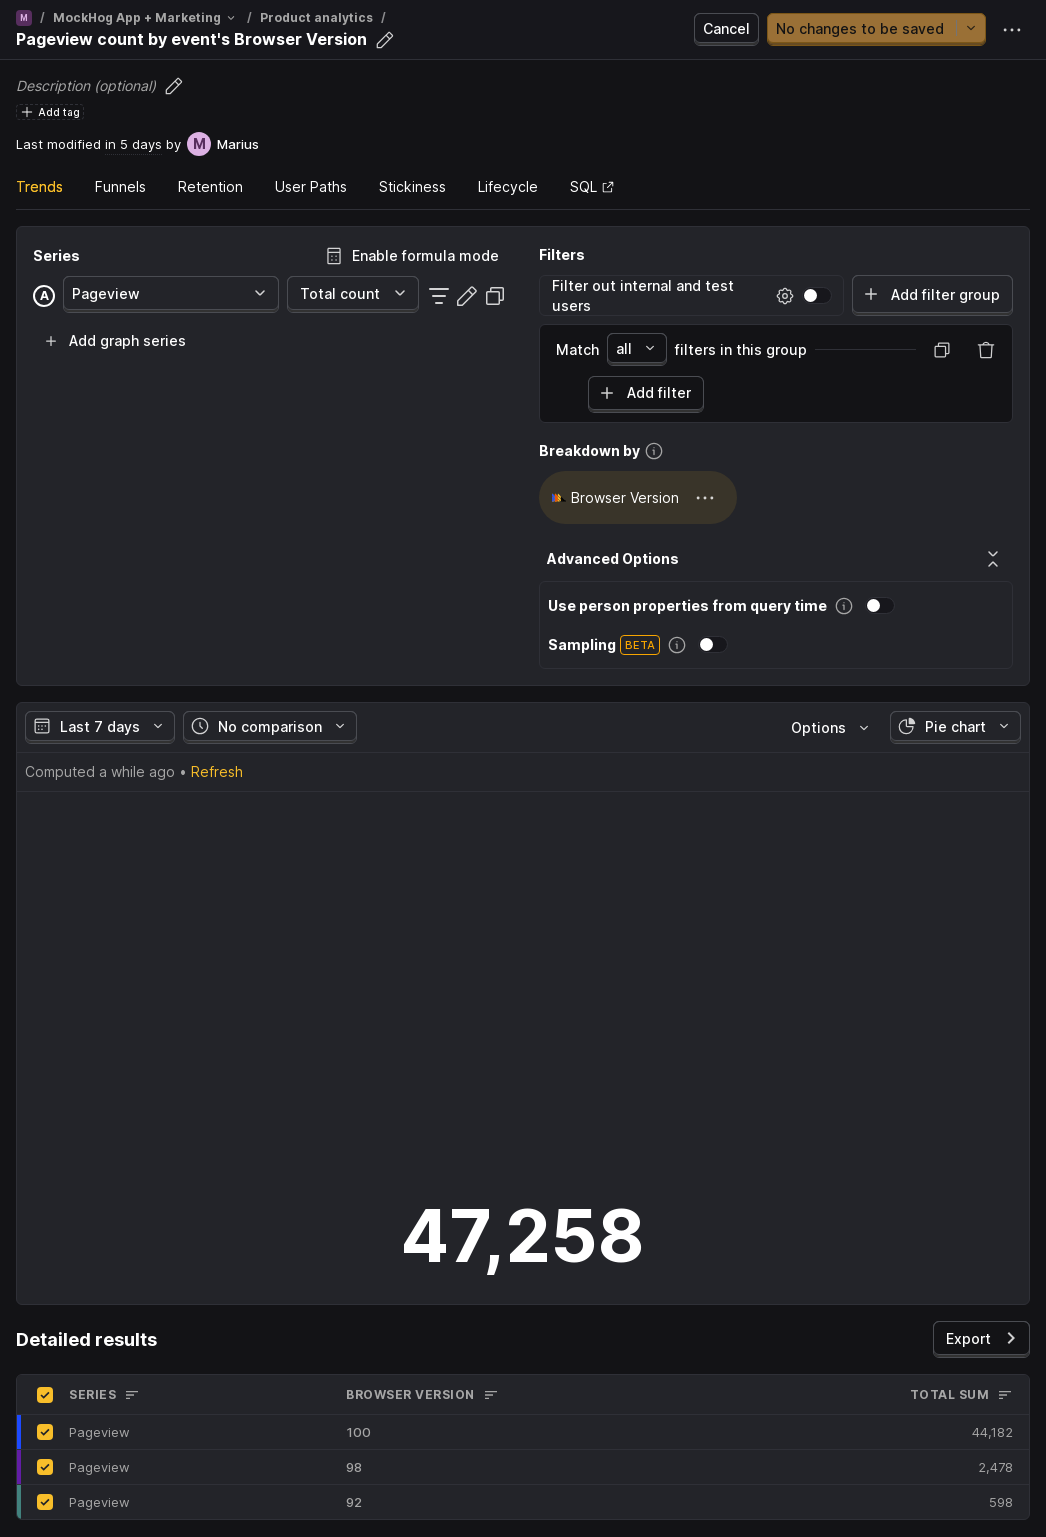 M / MockHog App + Marketing / Product analytics /
Pageview count by event's Browser Version
Cancel
No changes to be saved
Description (optional)
Add tag
Last modified in 5 days by M Marius
Trends Funnels Retention User Paths Stickiness Lifecycle SQL
Series
Enable formula mode
A Pageview Total count
Add graph series
Filters
Filter out internal and test
users
Add filter group
Match all filters in this group
Add filter
Breakdown by
Browser Version
Advanced Options
Use person properties from query time
Sampling BETA
Last 7 days No comparison Options Pie chart
Computed a while ago • Refresh
47,258
Detailed results
Export
SERIES BROWSER VERSION TOTAL SUM
Pageview 100 44,182
Pageview 98 2,478
Pageview 92 598